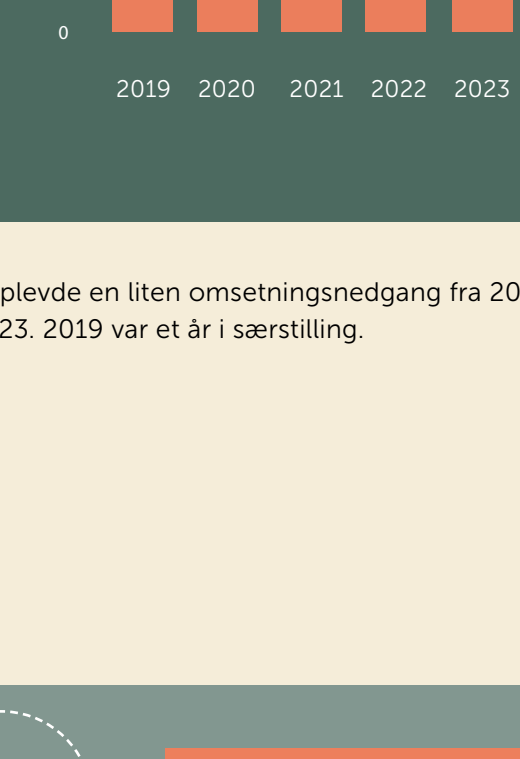 0
2019 2020 2021 2022 2023
plevde en liten omsetningsnedgang fra 20
23. 2019 var et år i særstilling.